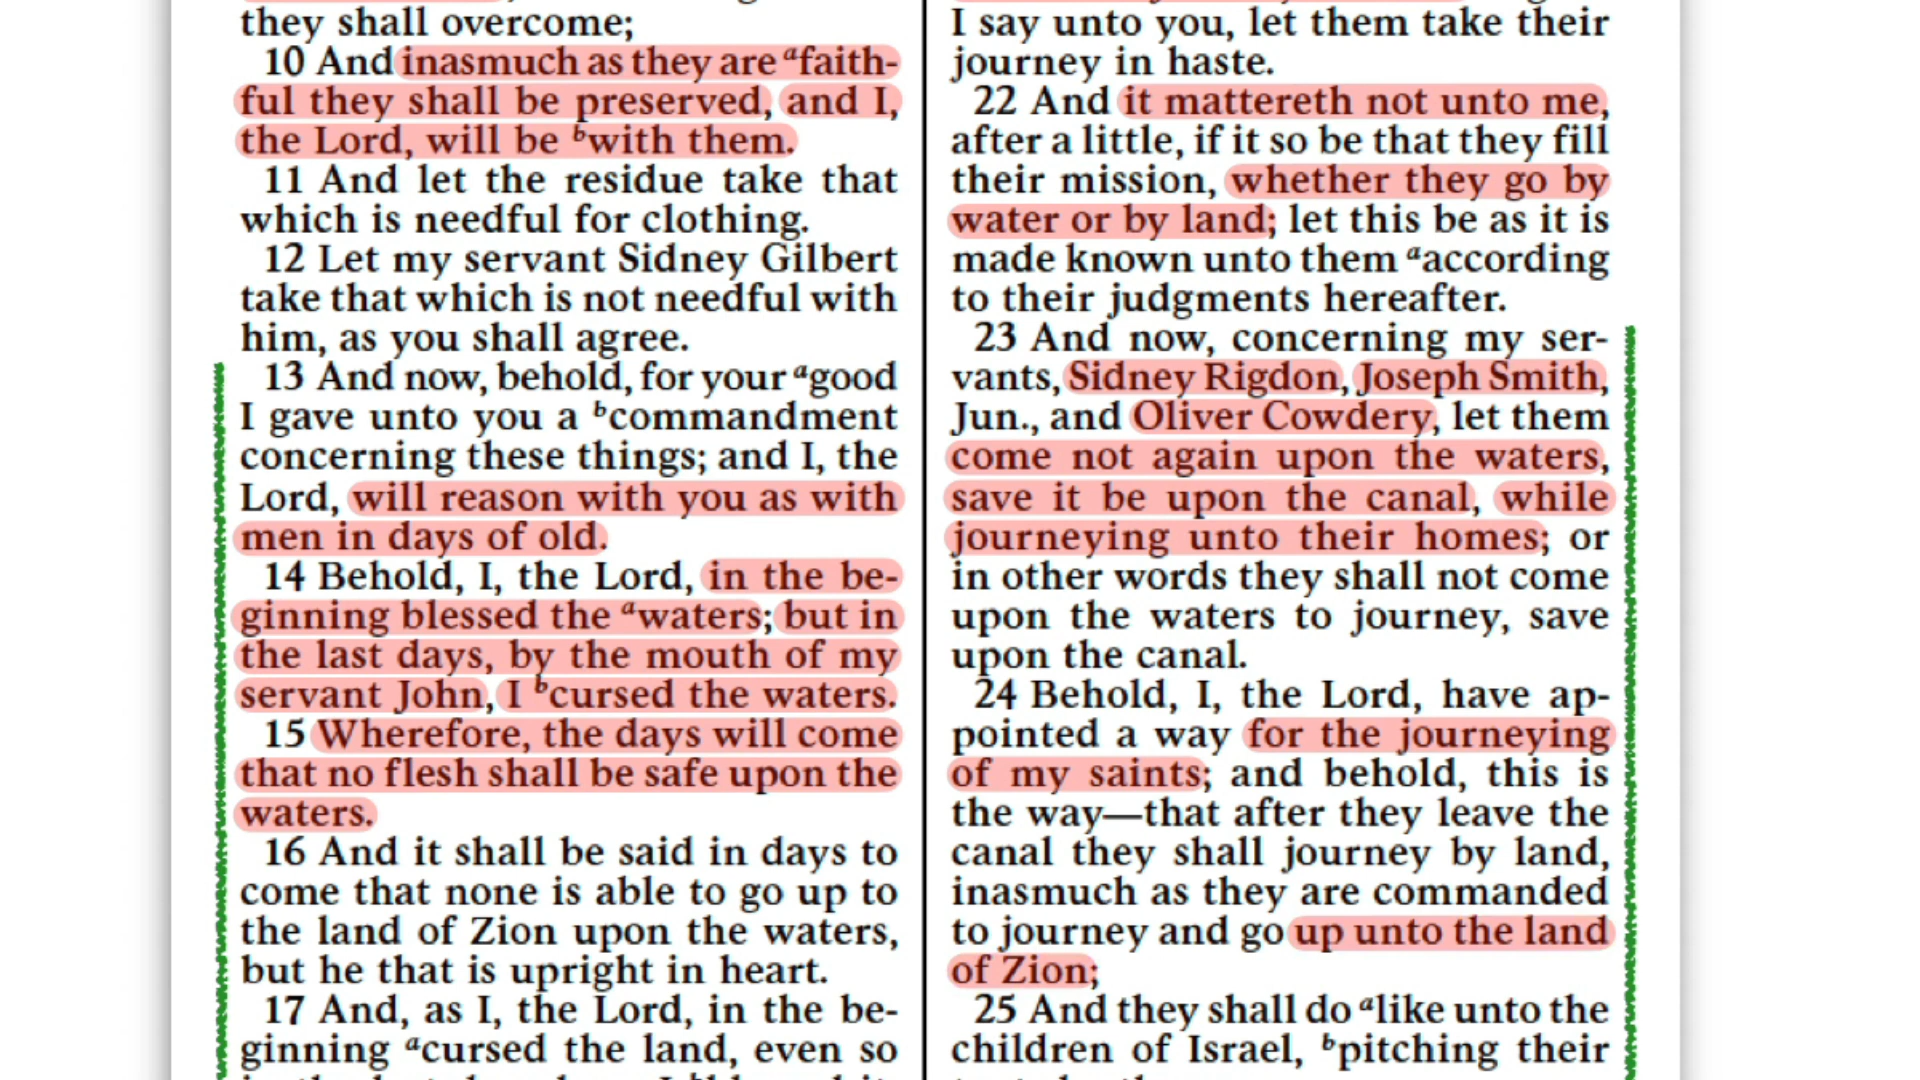 they shall overcome;
10 And inasmuch as they are afaith-
ful they shall be preserved, and I,
the Lord, will be bwith them.
11 And let the residue take that
which is needful for clothing.
12 Let my servant Sidney Gilbert
take that which is not needful with
him, as you shall agree.
13 And now, behold, for your agood
I gave unto you a bcommandment
concerning these things; and I, the
Lord, will reason with you as with
men in days of old.
14 Behold, I, the Lord, in the be-
ginning blessed the awaters; but in
the last days, by the mouth of my
servant John, I bcursed the waters.
15 Wherefore, the days will come
that no flesh shall be safe upon the
waters.
16 And it shall be said in days to
come that none is able to go up to
the land of Zion upon the waters,
but he that is upright in heart.
17 And, as I, the Lord, in the be-
ginning acursed the land, even so
I say unto you, let them take their
journey in haste.
22 And it mattereth not unto me,
after a little, if it so be that they fill
their mission, whether they go by
water or by land; let this be as it is
made known unto them aaccording
to their judgments hereafter.
23 And now, concerning my ser-
vants, Sidney Rigdon, Joseph Smith,
Jun., and Oliver Cowdery, let them
come not again upon the waters,
save it be upon the canal, while
journeying unto their homes; or
in other words they shall not come
upon the waters to journey, save
upon the canal.
24 Behold, I, the Lord, have ap-
pointed a way for the journeying
of my saints; and behold, this is
the way—that after they leave the
canal they shall journey by land,
inasmuch as they are commanded
to journey and go up unto the land
of Zion;
25 And they shall do alike unto the
children of Israel, bpitching their